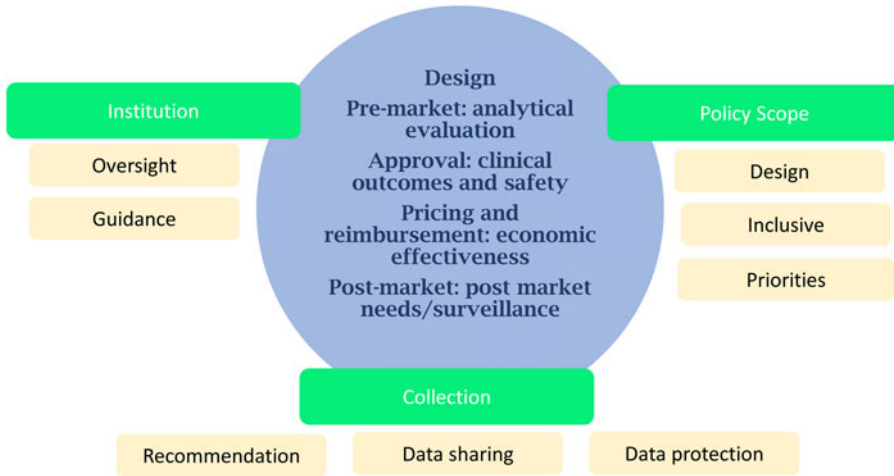 Design
Pre-market: analytical
evaluation
Approval: clinical
outcomes and safety
Pricing and
reimbursement: economic
effectiveness
Post-market: post market
needs/surveillance
Institution
Oversight
Guidance
Policy Scope
Design
Inclusive
Priorities
Collection
Recommendation
Data sharing
Data protection